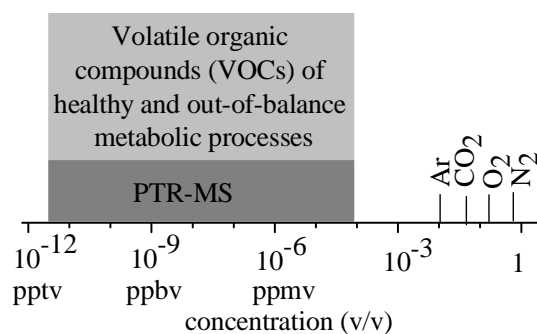 Volatile organic
compounds (VOCs) of
healthy and out-of-balance
metabolic processes
PTR-MS
Ar
CO₂
O₂
N₂
10⁻¹² 10⁻⁹ 10⁻⁶ 10⁻³ 1
pptv ppbv ppmv
concentration (v/v)